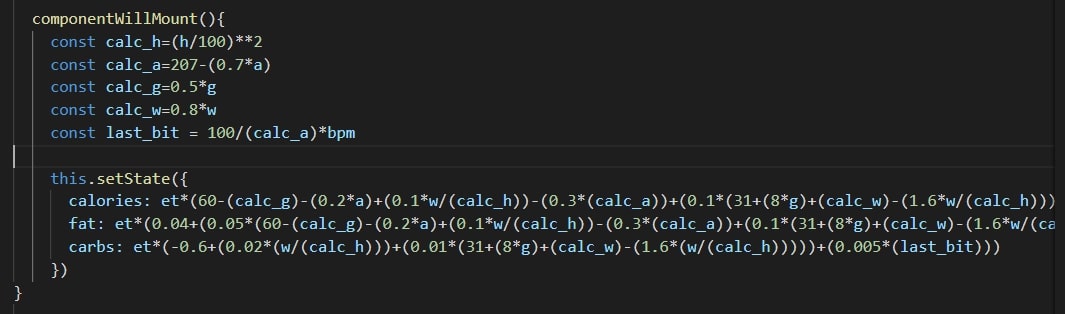 componentWillMount(){
const calc_h=(h/100)**2
const calc_a=207-(0.7*a)
const calc_g=0.5*g
const calc_w=0.8*w
const last_bit = 100/(calc_a)*bpm
this.setState({
calories: et*(60-(calc_g)-(0.2*a)+(0.1*w/(calc_h))-(0.3*(calc_a))+(0.1*(31+(8*g)+(calc_w)-(1.6*w/(calc_h)))
fat: et*(0.04+(0.05*(60-(calc_g)-(0.2*a)+(0.1*w/(calc_h))-(0.3*(calc_a))+(0.1*(31+(8*g)+(calc_w)-(1.6*w/(ca
carbs: et*(-0.6+(0.02*(w/(calc_h)))+(0.01*(31+(8*g)+(calc_w)-(1.6*(w/(calc_h)))))+(0.005*(last_bit)))
})
}